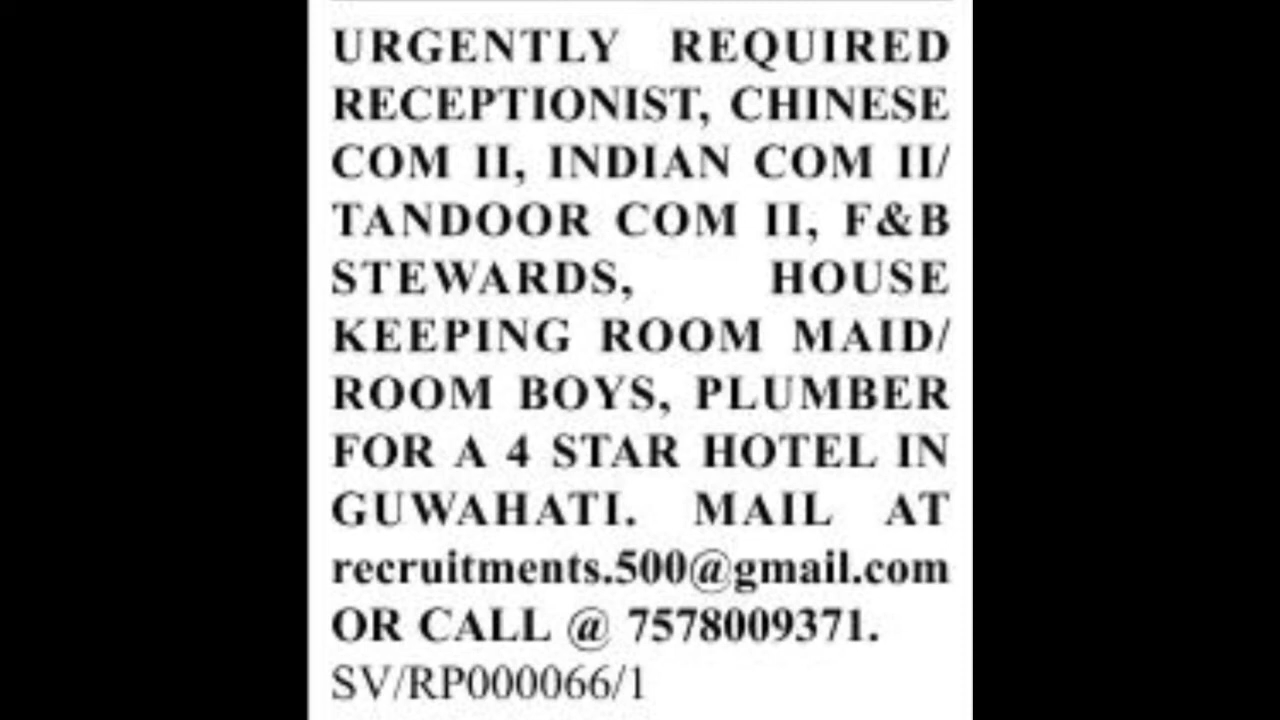 URGENTLY REQUIRED
RECEPTIONIST, CHINESE
COM II, INDIAN COM II/
TANDOOR COM II, F&B
STEWARDS, HOUSE
KEEPING ROOM MAID/
ROOM BOYS, PLUMBER
FOR A 4 STAR HOTEL IN
GUWAHATI. MAIL AT
recruitments.500@gmail.com
OR CALL @ 7578009371.
SV/RP000066/1